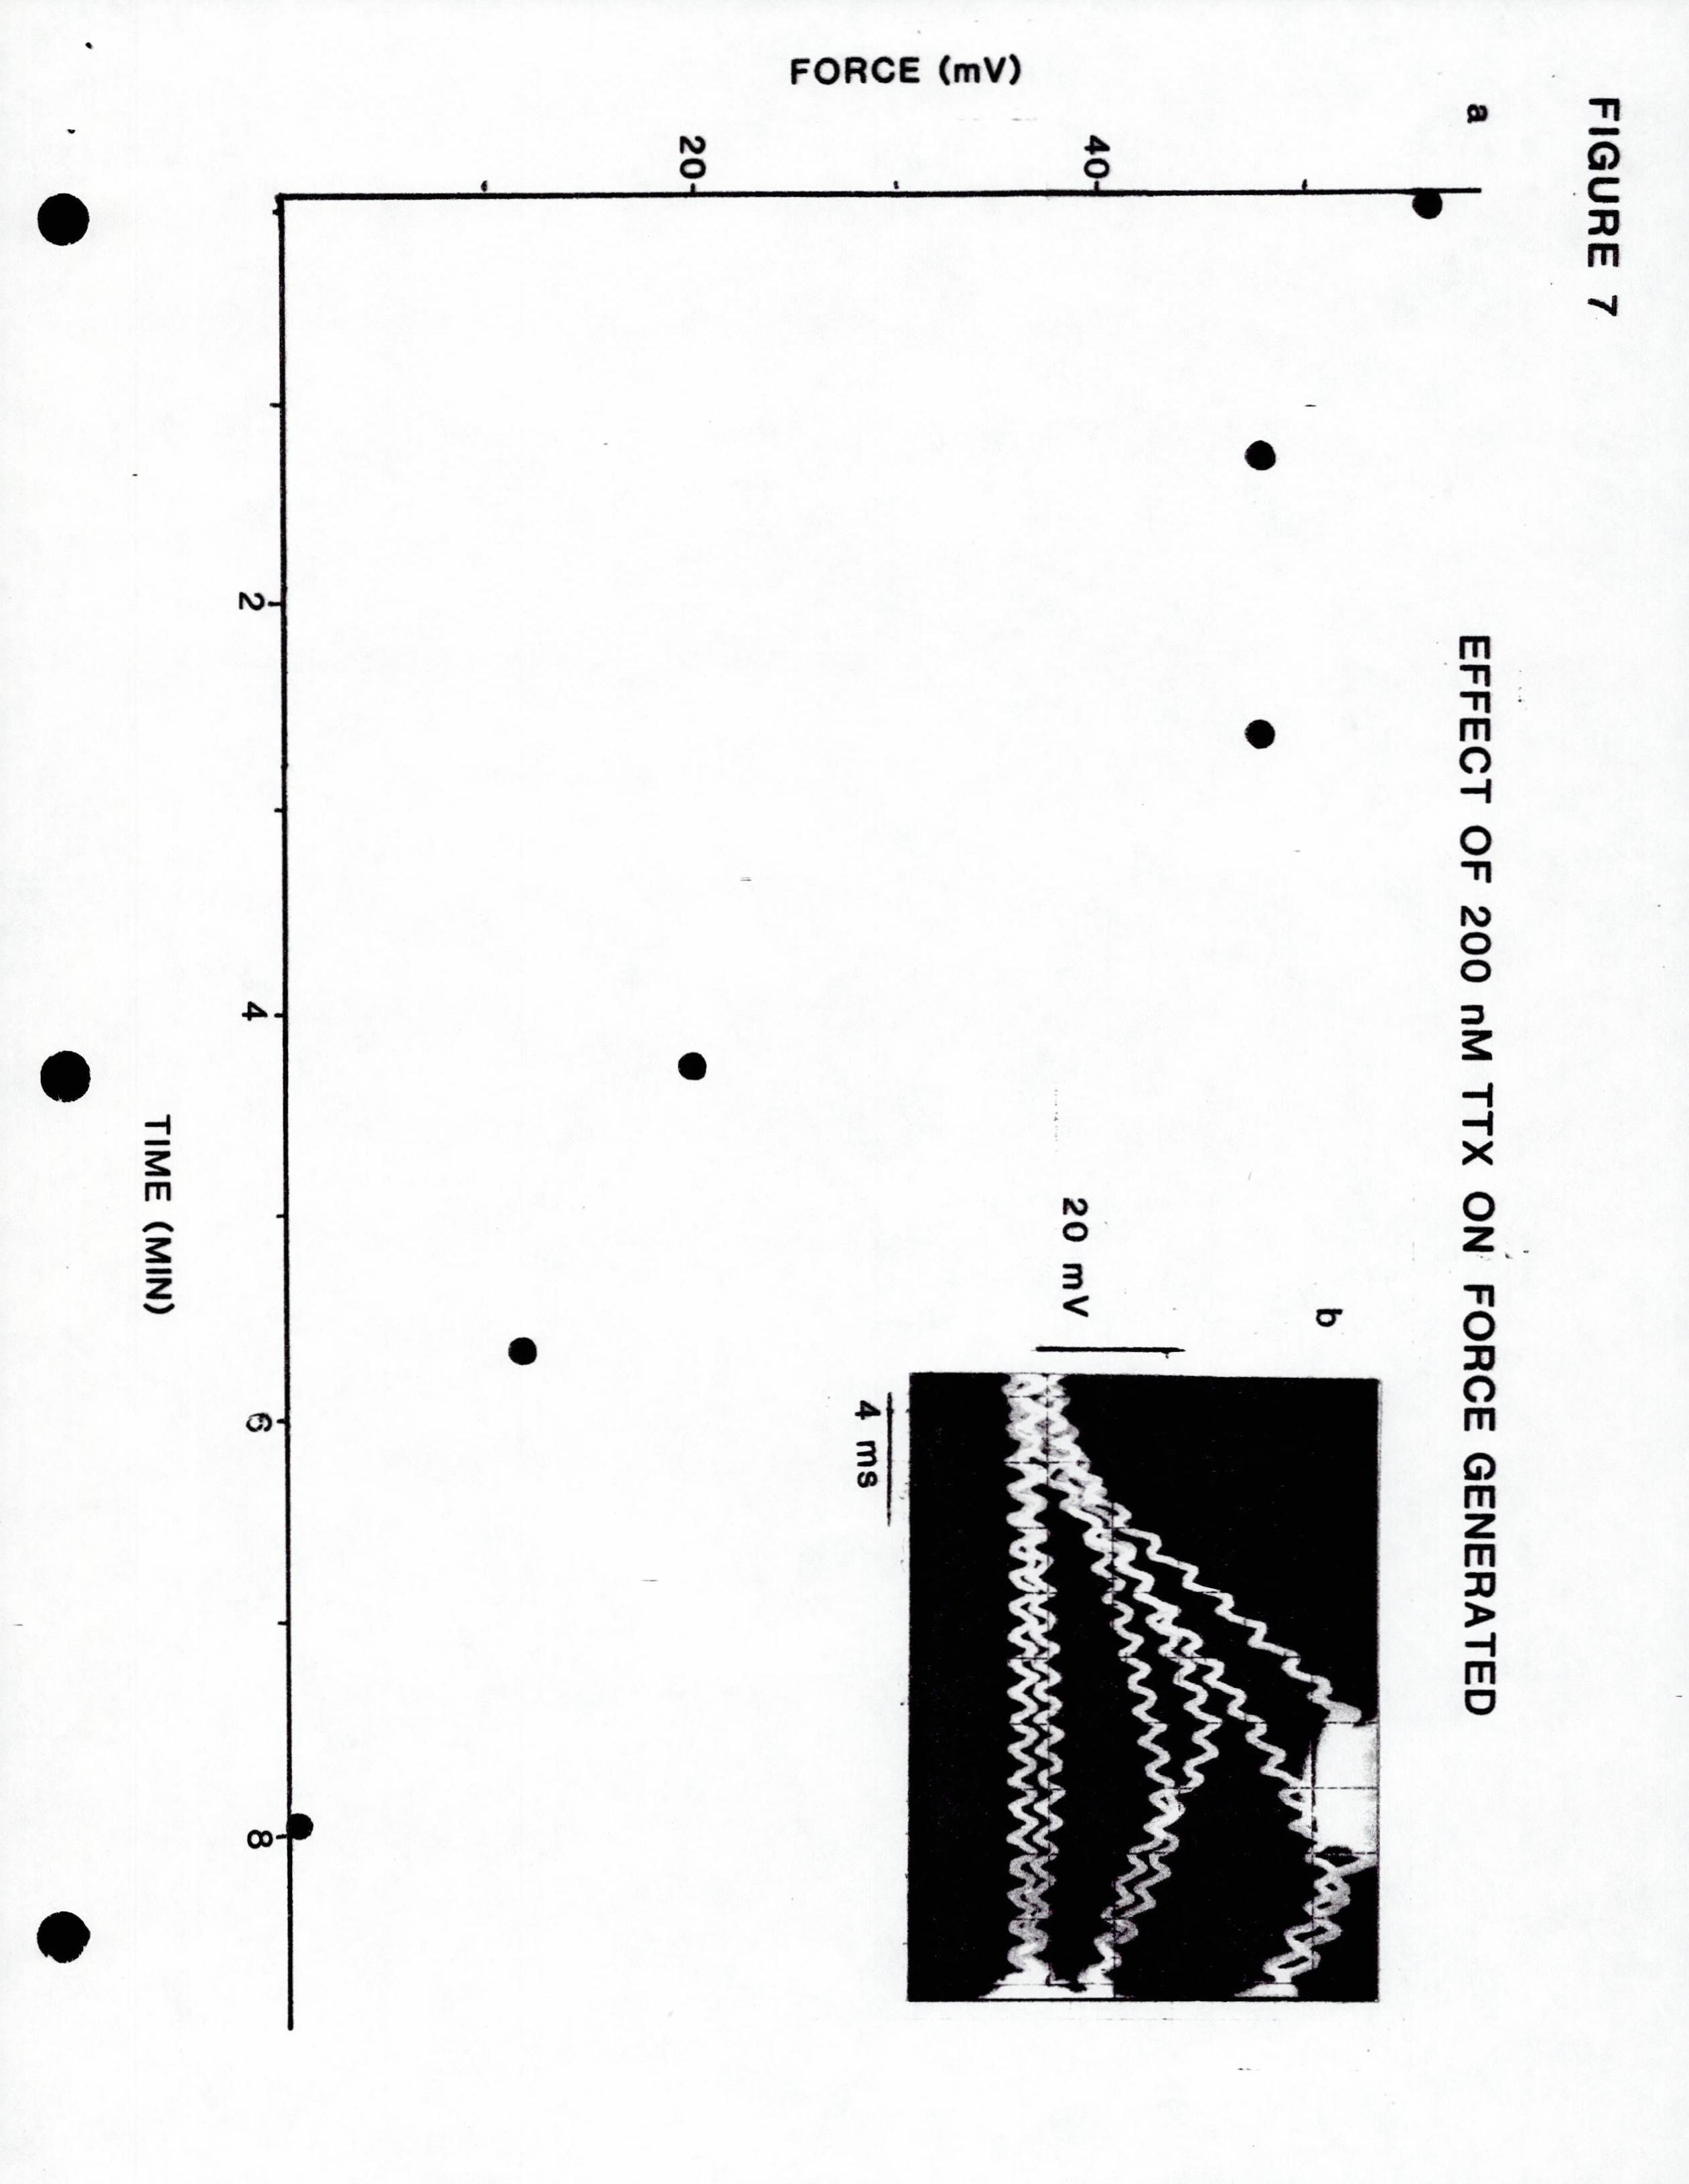 FIGURE 7
EFFECT OF 200 nM TTX ON FORCE GENERATED
a
b
40
20 mV
4 ms
FORCE (mV)
20
2
4
6
8
TIME (MIN)